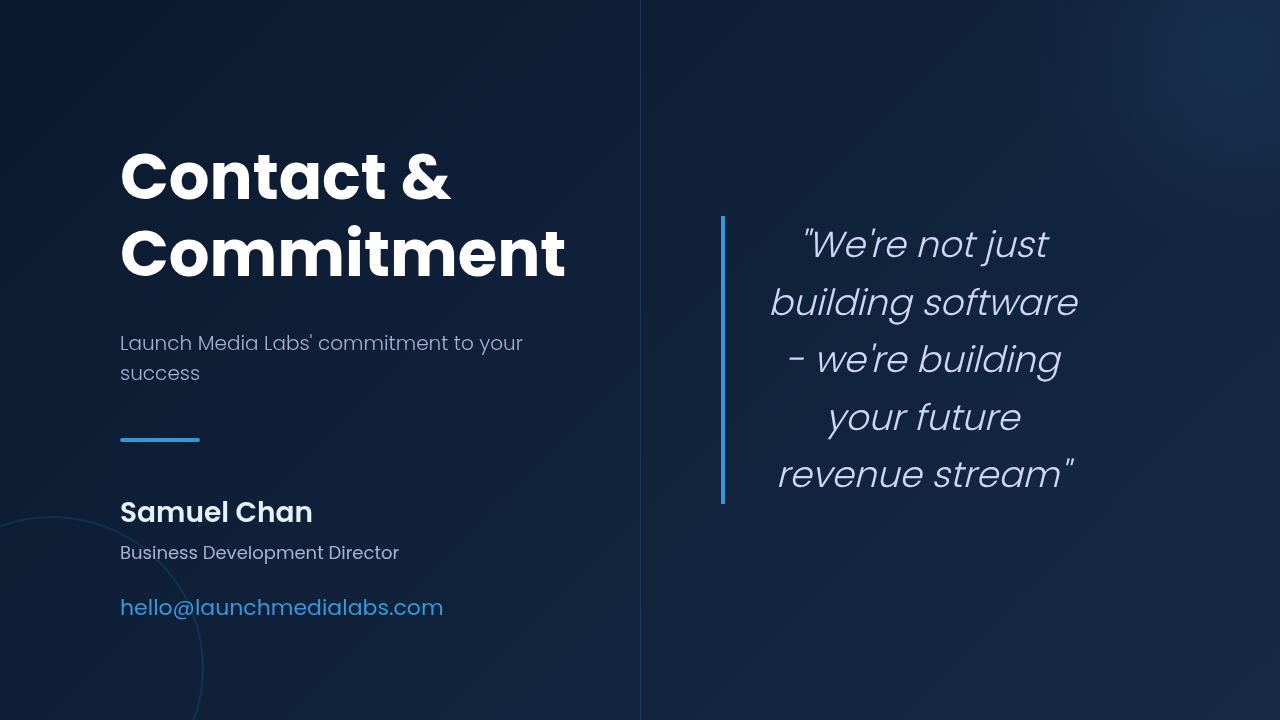 Contact &
Commitment
Launch Media Labs' commitment to your
success
Samuel Chan
Business Development Director
hello@launchmedialabs.com
"We're not just
building software
- we're building
your future
revenue stream"